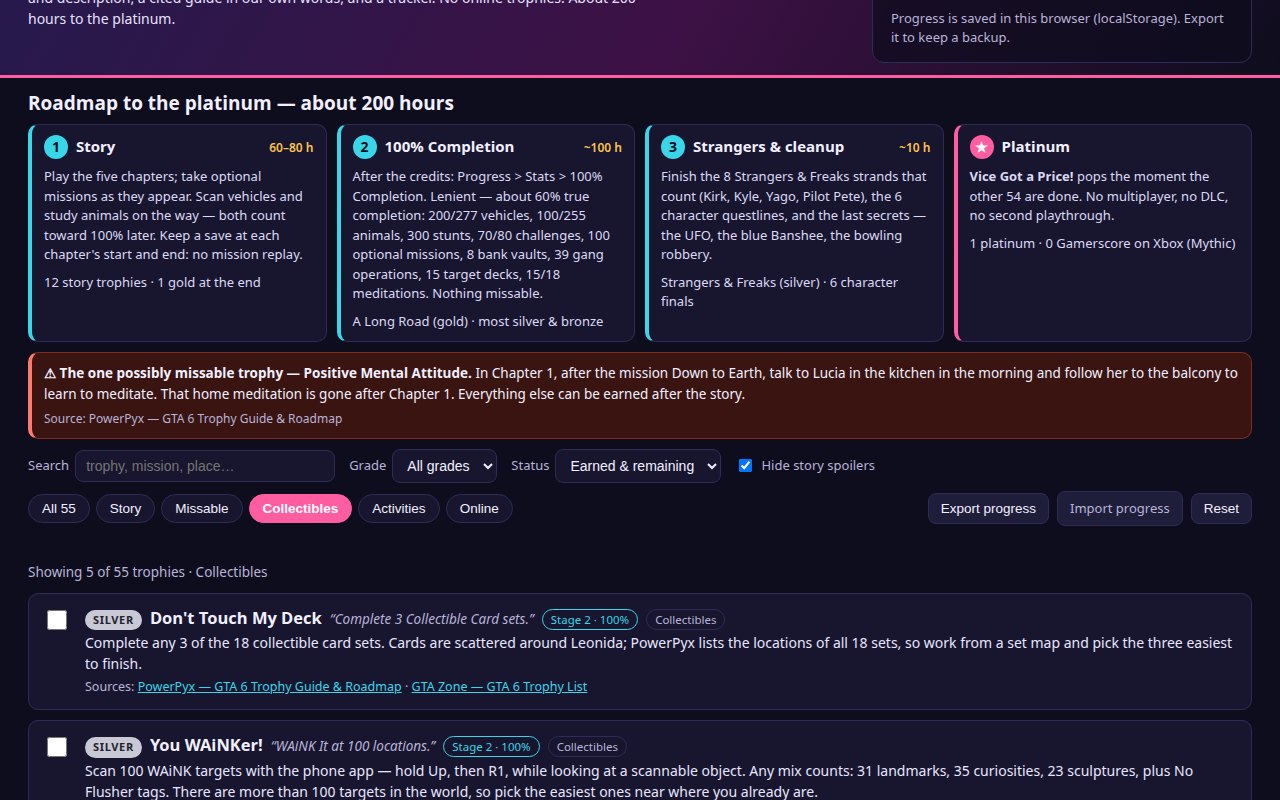 hours to the platinum.
Progress is saved in this browser (localStorage). Export
it to keep a backup.
Roadmap to the platinum — about 200 hours
1 Story 60–80 h
Play the five chapters; take optional
missions as they appear. Scan vehicles and
study animals on the way — both count
toward 100% later. Keep a save at each
chapter's start and end: no mission replay.
12 story trophies · 1 gold at the end
2 100% Completion ~100 h
After the credits: Progress > Stats > 100%
Completion. Lenient — about 60% true
completion: 200/277 vehicles, 100/255
animals, 300 stunts, 70/80 challenges, 100
optional missions, 8 bank vaults, 39 gang
operations, 15 target decks, 15/18
meditations. Nothing missable.
A Long Road (gold) · most silver & bronze
3 Strangers & cleanup ~10 h
Finish the 8 Strangers & Freaks strands that
count (Kirk, Kyle, Yago, Pilot Pete), the 6
character questlines, and the last secrets —
the UFO, the blue Banshee, the bowling
robbery.
Strangers & Freaks (silver) · 6 character
finals
★ Platinum
Vice Got a Price! pops the moment the
other 54 are done. No multiplayer, no DLC,
no second playthrough.
1 platinum · 0 Gamerscore on Xbox (Mythic)
⚠ The one possibly missable trophy — Positive Mental Attitude. In Chapter 1, after the mission Down to Earth, talk to Lucia in the kitchen in the morning and follow her to the balcony to
learn to meditate. That home meditation is gone after Chapter 1. Everything else can be earned after the story.
Source: PowerPyx — GTA 6 Trophy Guide & Roadmap
Search trophy, mission, place… Grade All grades Status Earned & remaining Hide story spoilers
All 55 Story Missable Collectibles Activities Online Export progress Import progress Reset
Showing 5 of 55 trophies · Collectibles
SILVER Don't Touch My Deck “Complete 3 Collectible Card sets.” Stage 2 · 100% Collectibles
Complete any 3 of the 18 collectible card sets. Cards are scattered around Leonida; PowerPyx lists the locations of all 18 sets, so work from a set map and pick the three easiest
to finish.
Sources: PowerPyx — GTA 6 Trophy Guide & Roadmap · GTA Zone — GTA 6 Trophy List
SILVER You WAiNKer! “WAiNK It at 100 locations.” Stage 2 · 100% Collectibles
Scan 100 WAiNK targets with the phone app — hold Up, then R1, while looking at a scannable object. Any mix counts: 31 landmarks, 35 curiosities, 23 sculptures, plus No
Flusher tags. There are more than 100 targets in the world, so pick the easiest ones near where you already are.